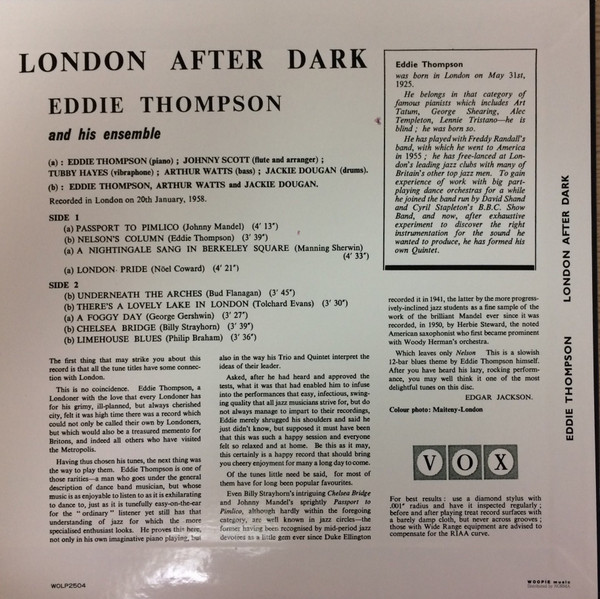 LONDON AFTER DARK
EDDIE THOMPSON
and his ensemble
(a) : EDDIE THOMPSON (piano) ; JOHNNY SCOTT (flute and arranger) ;
TUBBY HAYES (vibraphone) ; ARTHUR WATTS (bass) ; JACKIE DOUGAN (drums).
(b) : EDDIE THOMPSON, ARTHUR WATTS and JACKIE DOUGAN.
Recorded in London on 20th January, 1958.
SIDE 1
(a) PASSPORT TO PIMLICO (Johnny Mandel) (4' 13")
(b) NELSON'S COLUMN (Eddie Thompson) (3' 39")
(a) A NIGHTINGALE SANG IN BERKELEY SQUARE (Manning Sherwin)
(4' 33")
(a) LONDON PRIDE (Nöel Coward) (4' 21")
SIDE 2
(b) UNDERNEATH THE ARCHES (Bud Flanagan) (3' 45")
(b) THERE'S A LOVELY LAKE IN LONDON (Tolchard Evans) (3' 30")
(a) A FOGGY DAY (George Gershwin) (3' 27")
(b) CHELSEA BRIDGE (Billy Strayhorn) (3' 39")
(b) LIMEHOUSE BLUES (Philip Braham) (3' 36")
The first thing that may strike you about this
record is that all the tune titles have some connec-
tion with London.
This is no coincidence. Eddie Thompson, a
Londoner with the love that every Londoner has
for his grimy, ill-planned, but always cherished
city, felt it was high time there was a record which
could not only be called their own by Londoners,
but which would also be a treasured memento for
Britons, and indeed all others who have visited
the Metropolis.
Having thus chosen his tunes, the next thing
was the way to play them. Eddie Thompson is one of
those rarities—a man who goes under the general
description of dance band musician, but whose
music is as enjoyable to listen to as it is exhilarating
to dance to, just as it is tunefully easy-on-the-ear
for the "ordinary" listener yet still has that
understanding of jazz for which the more
specialised enthusiast looks. He proves this here,
not only in his own imaginative piano playing, but
also in the way his Trio and Quintet interpret the
ideas of their leader.
Asked, after he had heard and approved the
tests, what it was that had enabled him to infuse
into the performances that easy, infectious, swing-
ing quality that all jazz musicians strive for, but do
not always manage to impart to their recordings,
Eddie merely shrugged his shoulders and said he
just didn't know, but supposed it must have been
that this was such a happy session and everyone
felt so relaxed and at home. Be this as it may,
this certainly is a happy record that should bring
you cheery enjoyment for many a long day to come.
Of the tunes little need be said, for most of
them have for long been popular favourites.
Even Billy Strayhorn's intriguing Chelsea Bridge
and Johnny Mandel's sprightly Passport to
Pimlico, although hardly within the foregoing
category, are well known in jazz circles—the
former having been recognised by mid-period jazz
devotees as a little gem ever since Duke Ellington
Eddie Thompson
was born in London on May 31st,
1925.
He belongs in that category of
famous pianists which includes Art
Tatum, George Shearing, Alec
Templeton, Lennie Tristano—he is
blind ; he was born so.
He has played with Freddy Randall's
band, with which he went to America
in 1955 ; he has free-lanced at Lon-
don's leading jazz clubs with many of
Britain's other top jazz men. To gain
experience of work with big part-
playing dance orchestras for a while
he joined the band run by David Shand
and Cyril Stapleton's B.B.C. Show
Band, and now, after exhaustive
experiment to discover the right
instrumentation for the sound he
wanted to produce, he has formed his
own Quintet.
recorded it in 1941, the latter by the more progress-
ively-inclined jazz students as a fine sample of the
work of the brilliant Mandel ever since it was
recorded, in 1950, by Herbie Steward, the noted
American saxophonist who first became prominent
with Woody Herman's orchestra.
Which leaves only Nelson This is a slowish
12-bar blues theme by Eddie Thompson himself.
After you have heard his lazy, rocking perform-
ance, you may well think it one of the most
delightful tunes on this disc.
EDGAR JACKSON.
Colour photo: Maiteny-London
VOX
For best results : use a diamond stylus with
.001" radius and have it inspected regularly ;
before and after playing treat record surfaces with
a barely damp cloth, but never across grooves ;
those with Wide Range equipment are advised to
compensate for the RIAA curve.
EDDIE THOMPSON LONDON AFTER DARK
WOLP2504
WOOPIE music